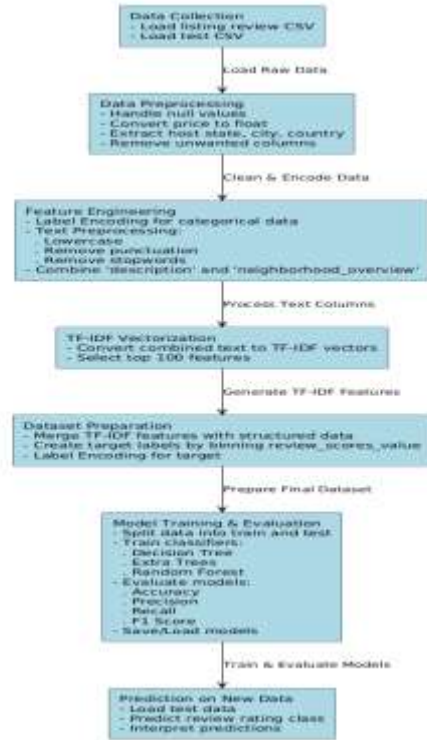 Data Collection
- Load listing review CSV
- Load test CSV
Load Raw Data
Data Preprocessing
- Handle null values
- Convert price to float
- Extract host state, city, country
- Remove unwanted columns
Clean & Encode Data
Feature Engineering
- Label Encoding for categorical data
- Text Preprocessing:
. Lowercase
. Remove punctuation
. Remove stopwords
- Combine 'description' and 'neighborhood_overview'
Process Text Columns
TF-IDF Vectorization
- Convert combined text to TF-IDF vectors
- Select top 100 features
Generate TF-IDF Features
Dataset Preparation
- Merge TF-IDF features with structured data
- Create target labels by binning review_scores_value
- Label Encoding for target
Prepare Final Dataset
Model Training & Evaluation
- Split data into train and test
- Train classifiers:
. Decision Tree
. Extra Trees
. Random Forest
- Evaluate models:
. Accuracy
. Precision
. Recall
. F1 Score
- Save/Load models
Train & Evaluate Models
Prediction on New Data
- Load test data
- Predict review rating class
- Interpret predictions